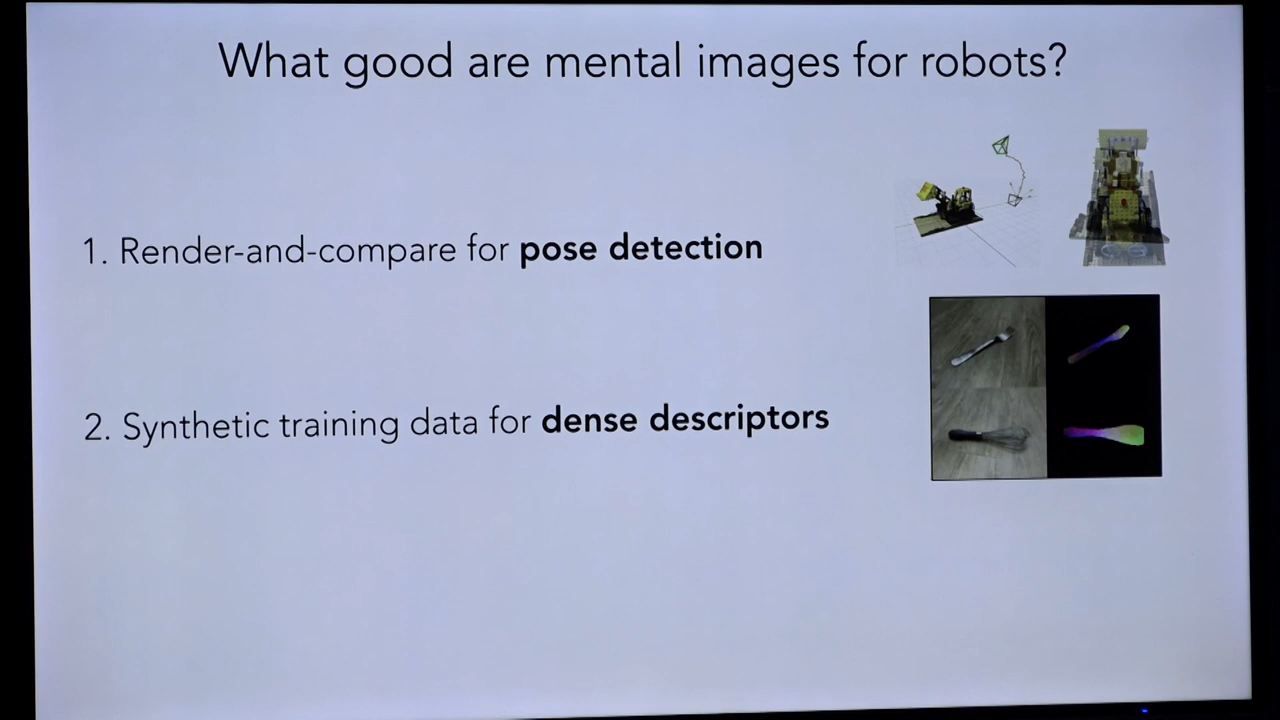 What good are mental images for robots?
1. Render-and-compare for pose detection
2. Synthetic training data for dense descriptors